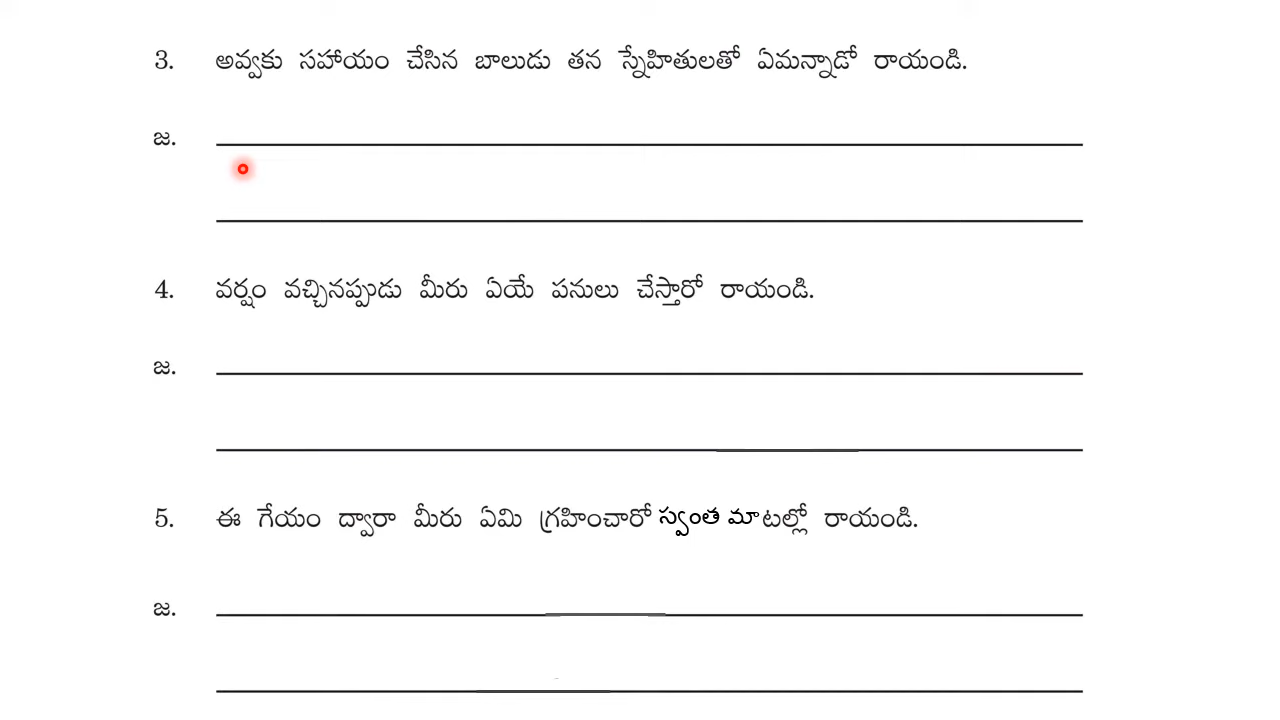 3. అవ్వకు సహాయం చేసిన బాలుడు తన స్నేహితులతో ఏమన్నాడో రాయండి.
జ.
4. వర్షం వచ్చినప్పుడు మీరు ఏయే పనులు చేస్తారో రాయండి.
జ.
5. ఈ గేయం ద్వారా మీరు ఏమి గ్రహించారో స్వంత మాటల్లో రాయండి.
జ.